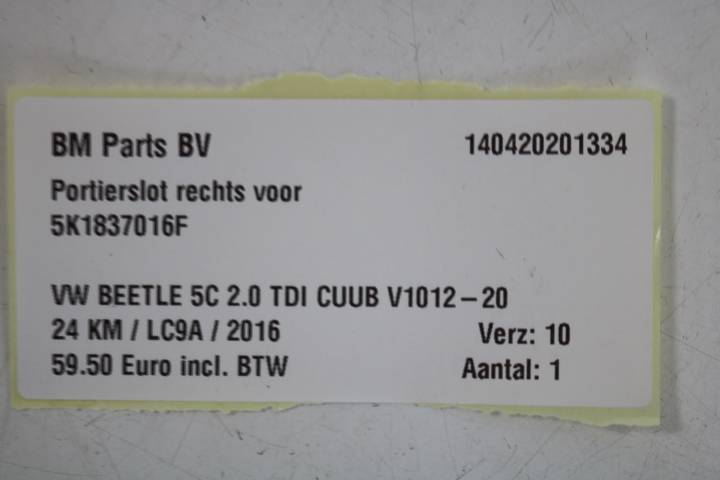 BM Parts BV 140420201334
Portierslot rechts voor
5K1837016F
VW BEETLE 5C 2.0 TDI CUUB V1012-20
24 KM / LC9A / 2016 Verz: 10
59.50 Euro incl. BTW Aantal: 1